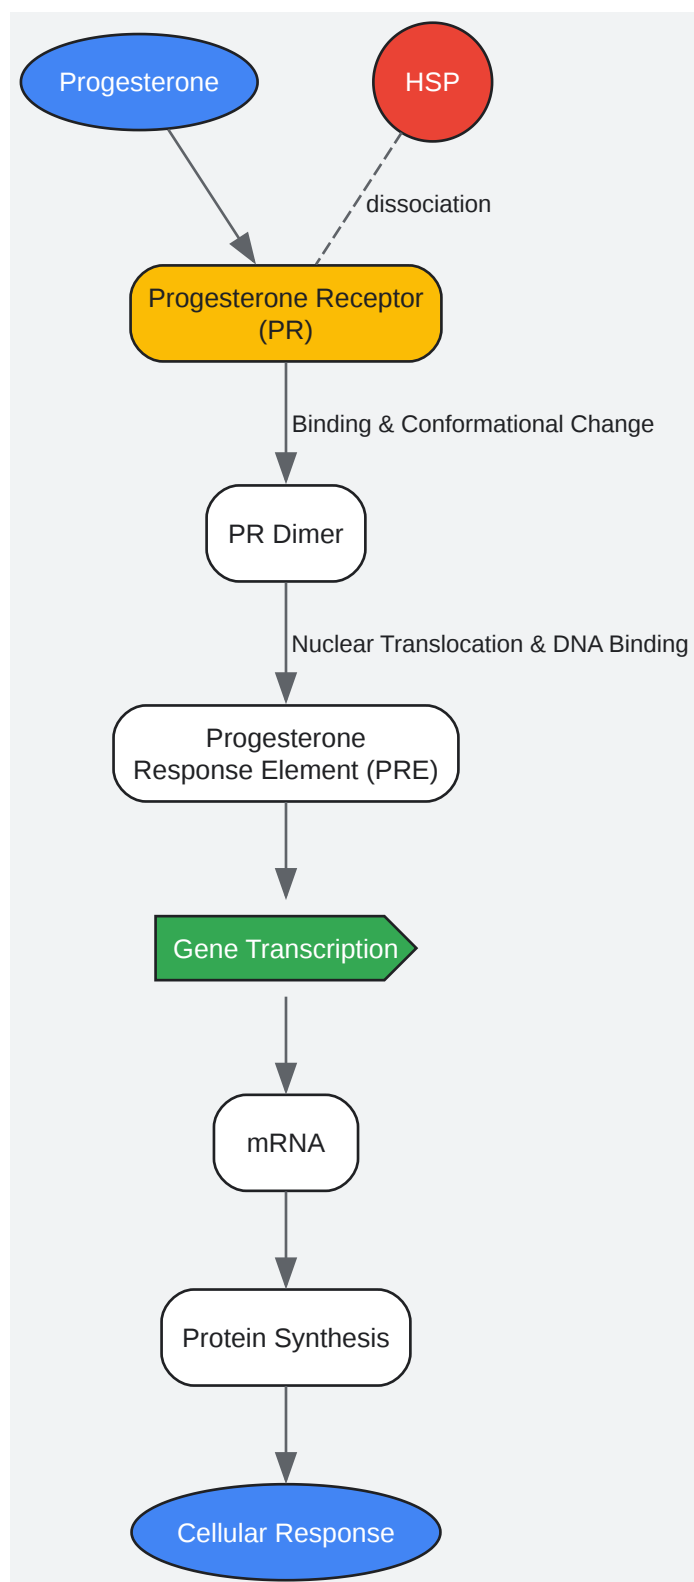 Progesterone
HSP
dissociation
Progesterone Receptor
(PR)
Binding & Conformational Change
PR Dimer
Nuclear Translocation & DNA Binding
Progesterone
Response Element (PRE)
Gene Transcription
mRNA
Protein Synthesis
Cellular Response